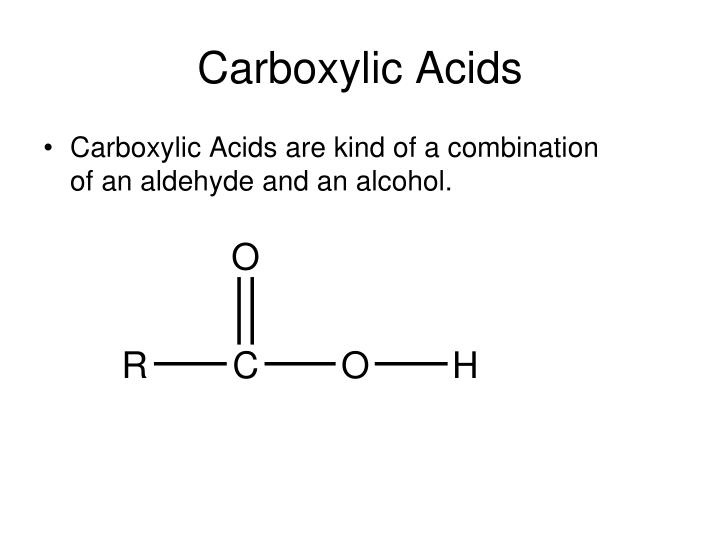 Carboxylic Acids
• Carboxylic Acids are kind of a combination
of an aldehyde and an alcohol.
O
R C O H